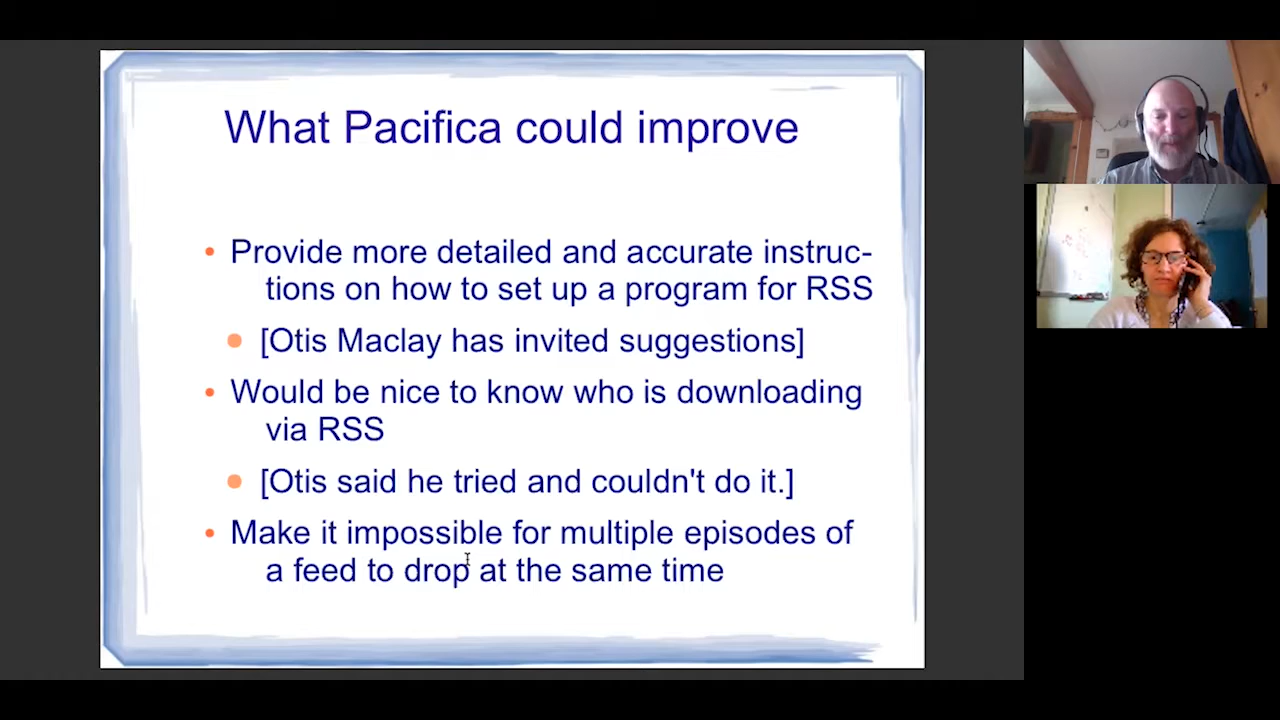 What Pacifica could improve
• Provide more detailed and accurate instruc-
tions on how to set up a program for RSS
• [Otis Maclay has invited suggestions]
• Would be nice to know who is downloading
via RSS
• [Otis said he tried and couldn't do it.]
• Make it impossible for multiple episodes of
a feed to drop at the same time